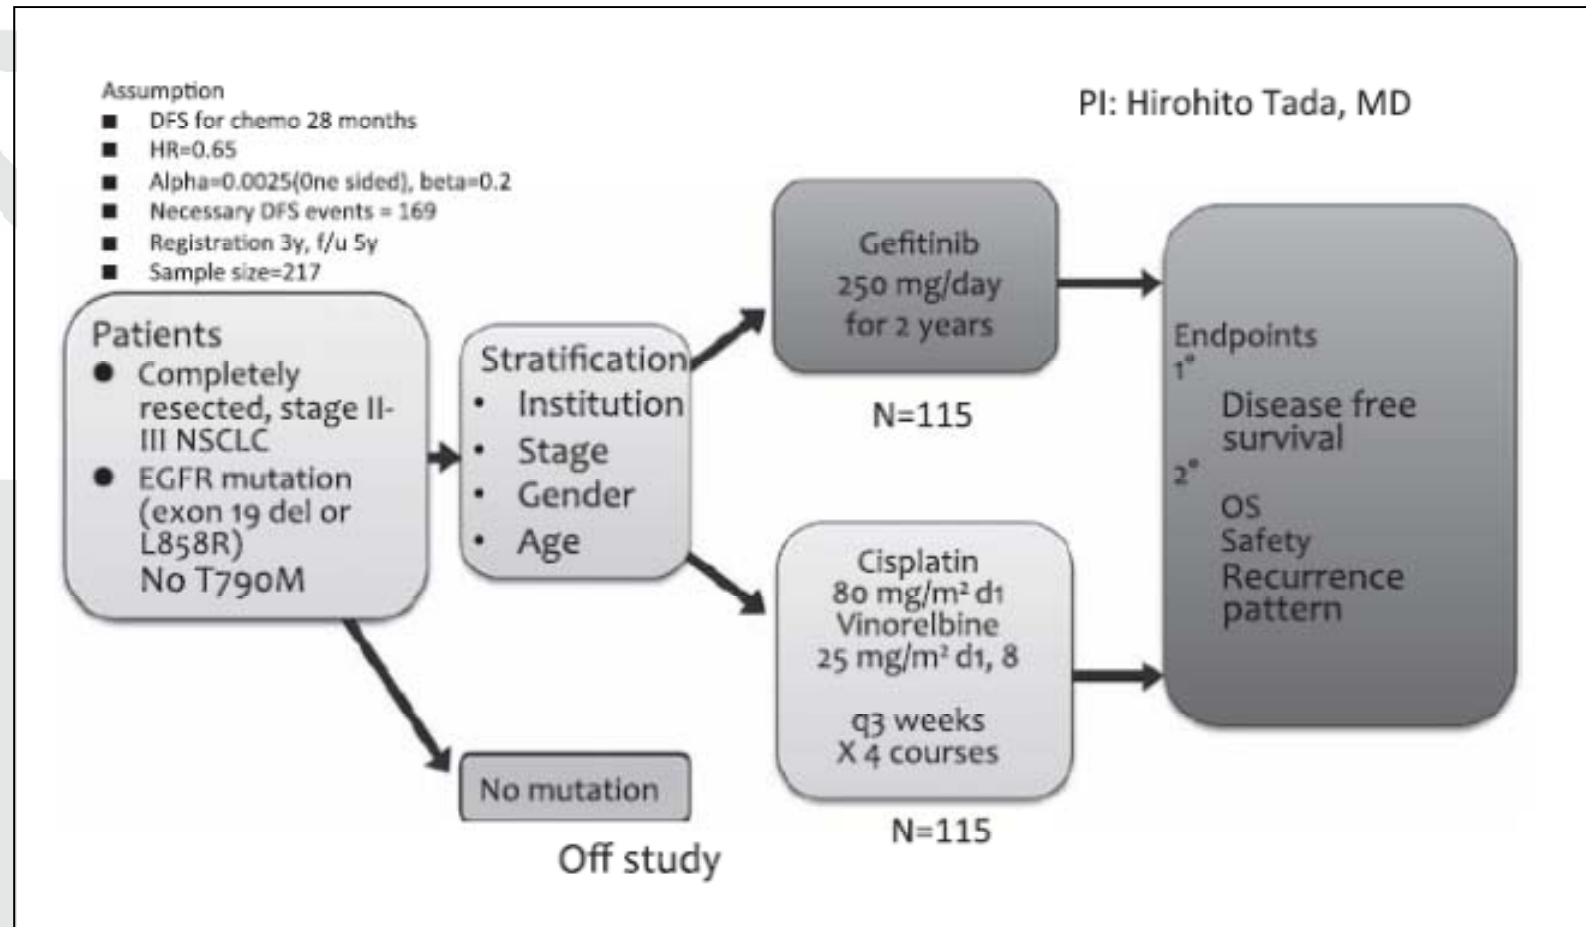 Assumption
■ DFS for chemo 28 months
■ HR=0.65
■ Alpha=0.0025(One sided), beta=0.2
■ Necessary DFS events = 169
■ Registration 3y, f/u 5y
■ Sample size=217
PI: Hirohito Tada, MD
Patients
● Completely
resected, stage II-
III NSCLC
● EGFR mutation
(exon 19 del or
L858R)
No T790M
Stratification
• Institution
• Stage
• Gender
• Age
No mutation
Off study
Gefitinib
250 mg/day
for 2 years
N=115
Cisplatin
80 mg/m² d1
Vinorelbine
25 mg/m² d1, 8
q3 weeks
X 4 courses
N=115
Endpoints
1°
Disease free
survival
2°
OS
Safety
Recurrence
pattern